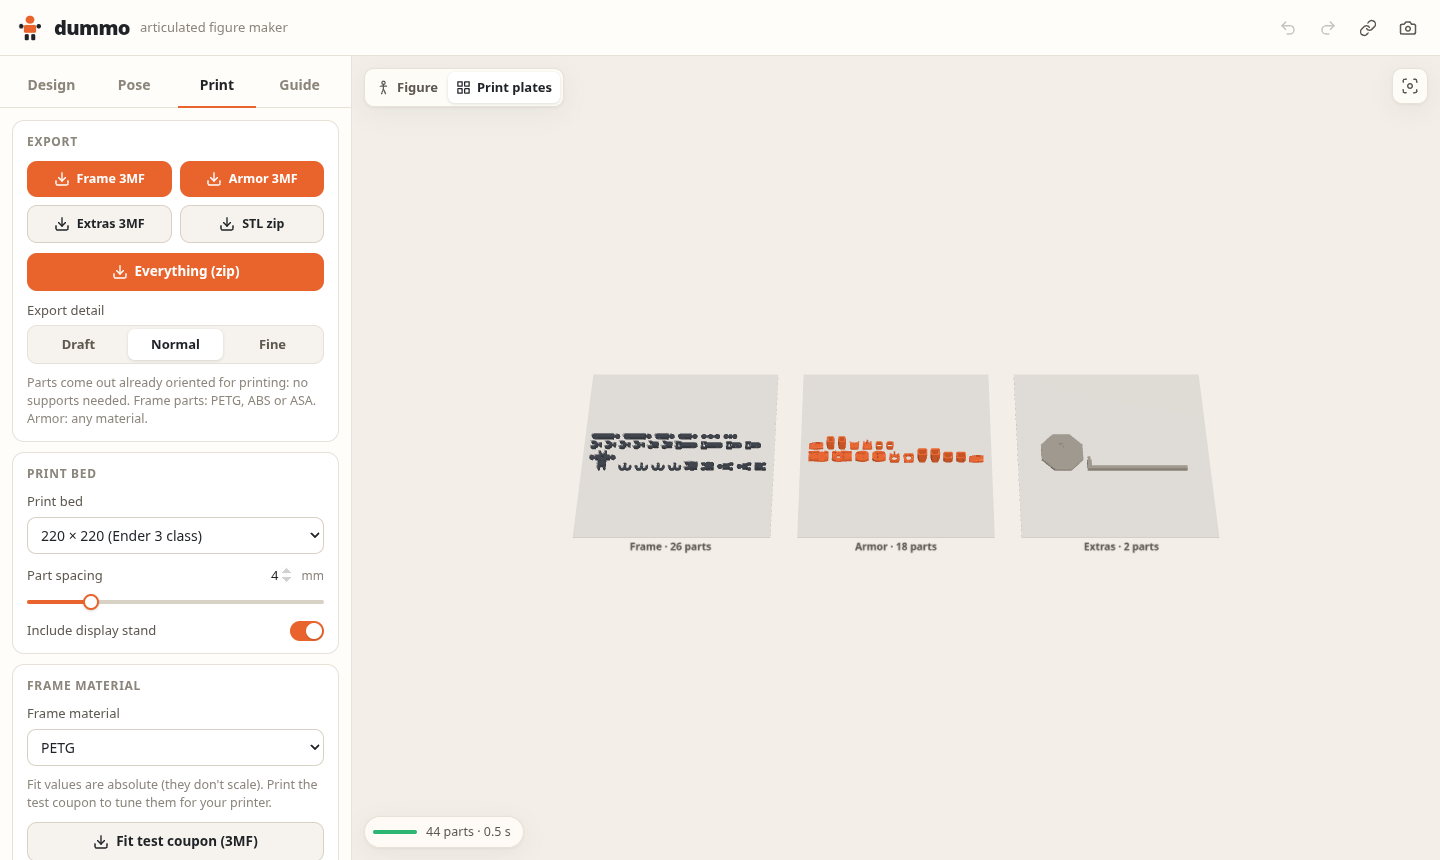 dummo articulated figure maker
Design Pose Print Guide
Figure Print plates
EXPORT
Frame 3MF Armor 3MF
Extras 3MF STL zip
Everything (zip)
Export detail
Draft Normal Fine
Parts come out already oriented for printing: no
supports needed. Frame parts: PETG, ABS or ASA.
Armor: any material.
PRINT BED
Print bed
220 × 220 (Ender 3 class)
Part spacing 4 mm
Include display stand
FRAME MATERIAL
Frame material
PETG
Fit values are absolute (they don't scale). Print the
test coupon to tune them for your printer.
Fit test coupon (3MF)
Frame · 26 parts
Armor · 18 parts
Extras · 2 parts
44 parts · 0.5 s